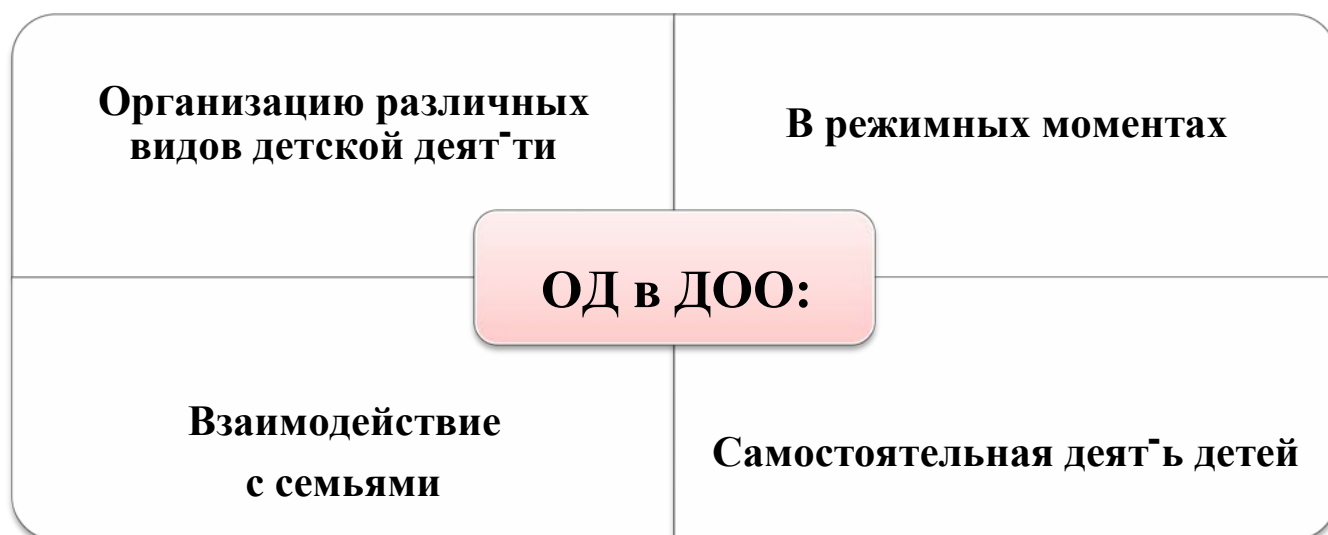 Организацию различных
видов детской деят-ти
В режимных моментах
ОД в ДОО:
Взаимодействие
с семьями
Самостоятельная деят-ь детей